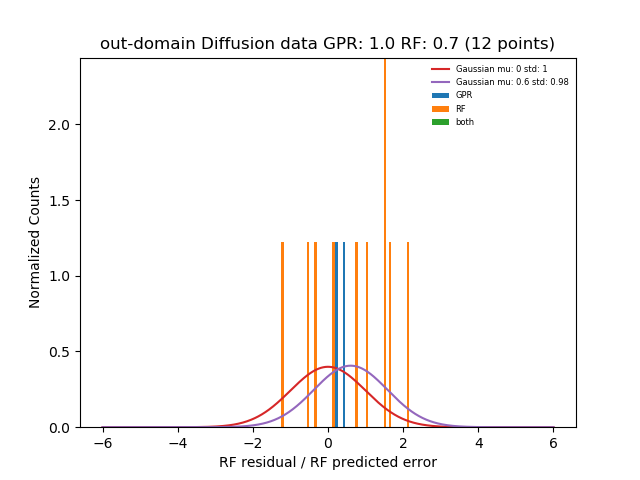 out-domain Diffusion data GPR: 1.0 RF: 0.7 (12 points)
Gaussian mu: 0 std: 1
Gaussian mu: 0.6 std: 0.98
GPR
RF
both
Normalized Counts
2.0
1.5
1.0
0.5
0.0
−6
−4
−2
0
2
4
6
RF residual / RF predicted error